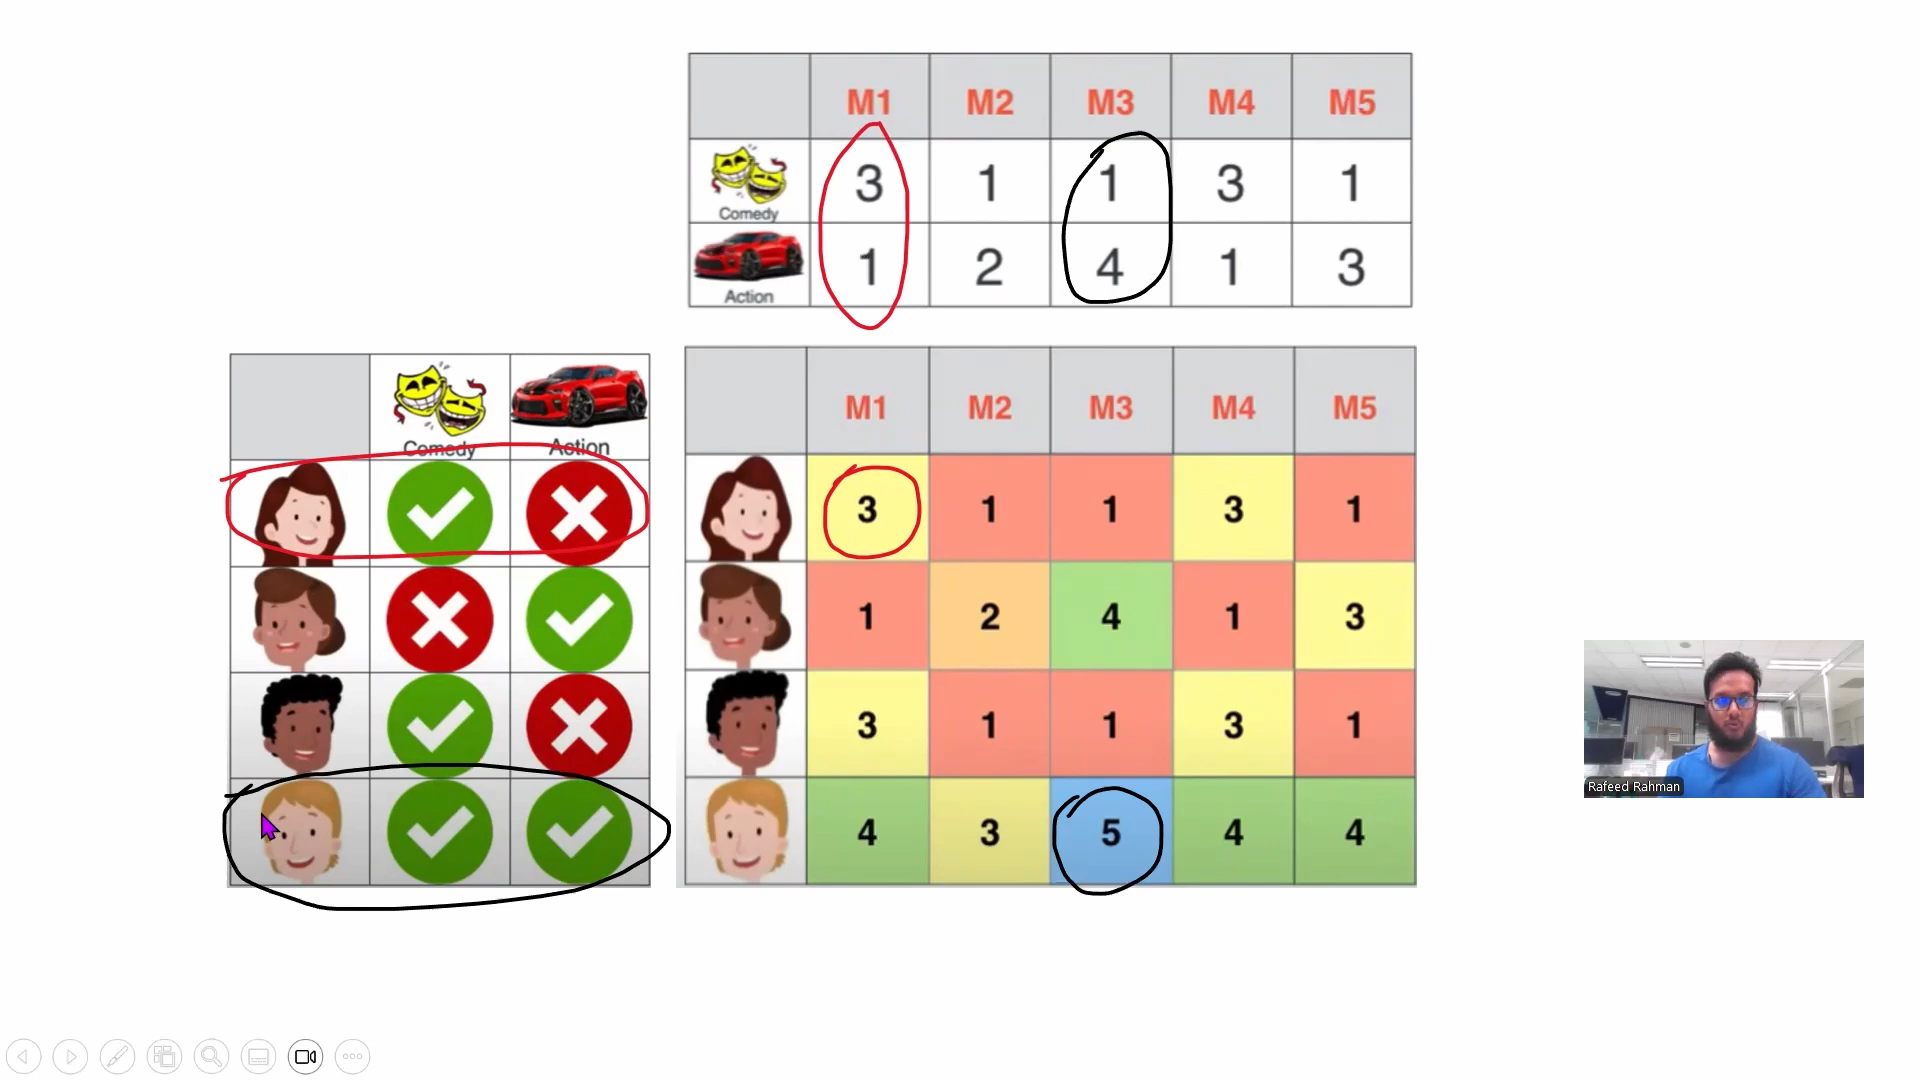 M1 M2 M3 M4 M5
Comedy 3 1 1 3 1
Action 1 2 4 1 3
Comedy Action
M1 M2 M3 M4 M5
3 1 1 3 1
1 2 4 1 3
3 1 1 3 1
4 3 5 4 4
Rafeed Rahman